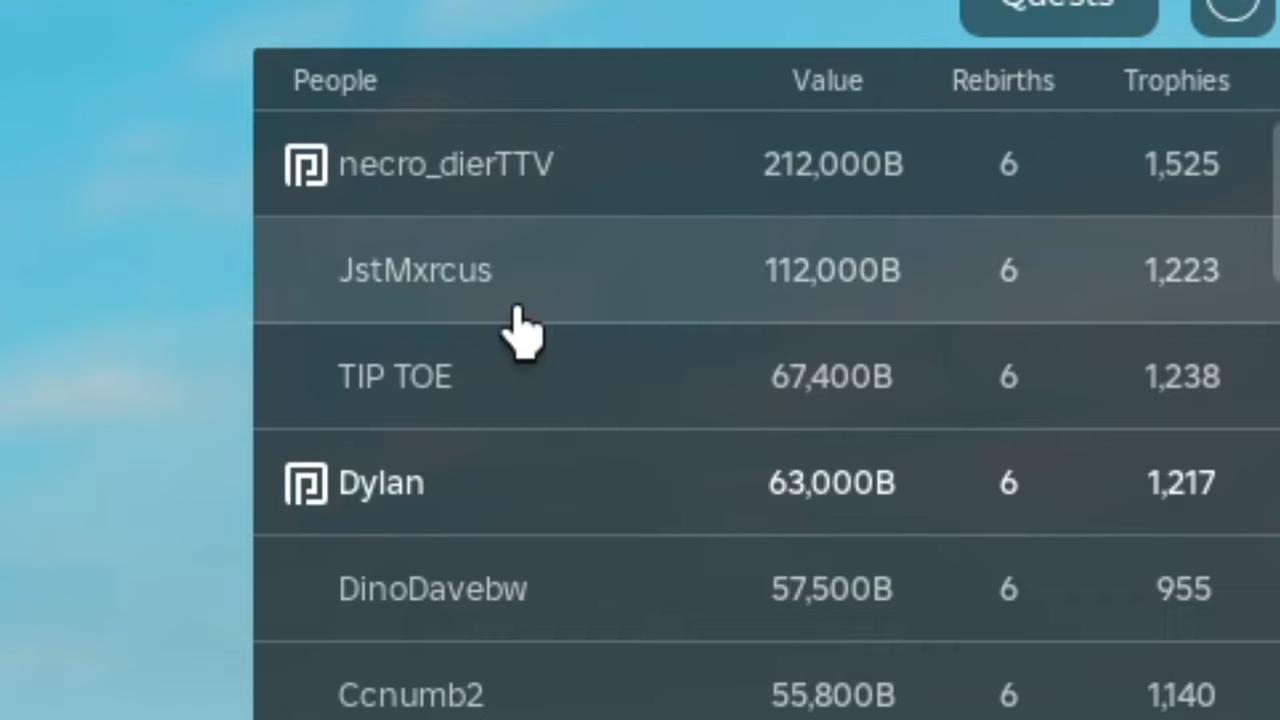 Quests
People Value Rebirths Trophies
necro_dierTTV 212,000B 6 1,525
JstMxrcus 112,000B 6 1,223
TIP TOE 67,400B 6 1,238
Dylan 63,000B 6 1,217
DinoDavebw 57,500B 6 955
Ccnumb2 55,800B 6 1,140